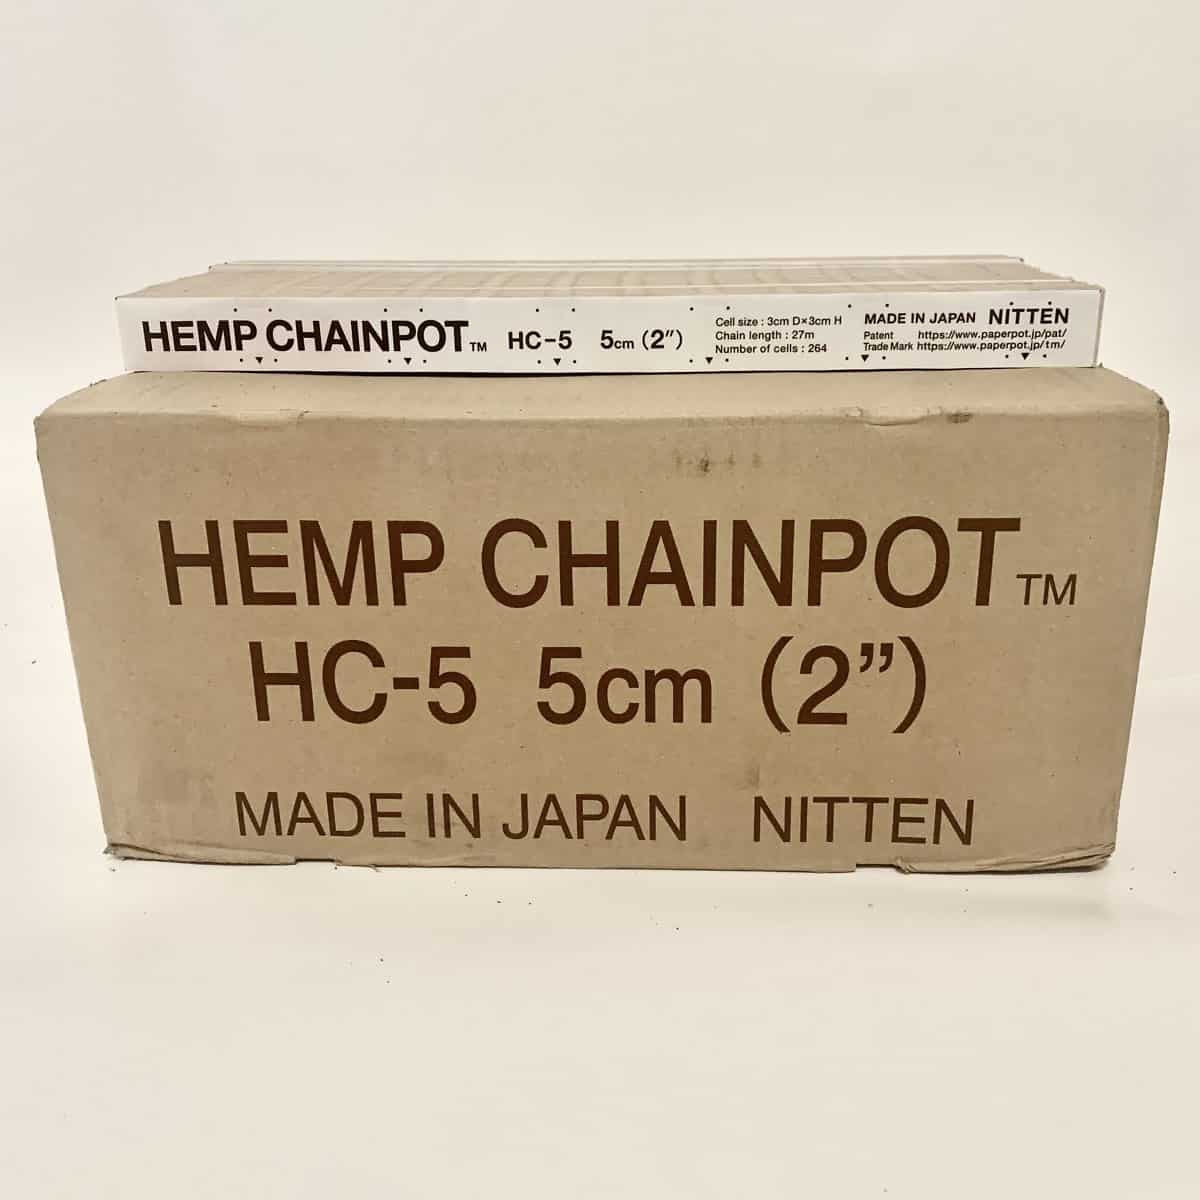 HEMP CHAINPOT™ HC-5 5cm (2")
Cell size : 3cm D×3cm H
Chain length : 27m
Number of cells : 264
MADE IN JAPAN NITTEN
Patent https://www.paperpot.jp/pat/
Trade Mark https://www.paperpot.jp/tm/
HEMP CHAINPOT™
HC-5 5cm (2”)
MADE IN JAPAN NITTEN